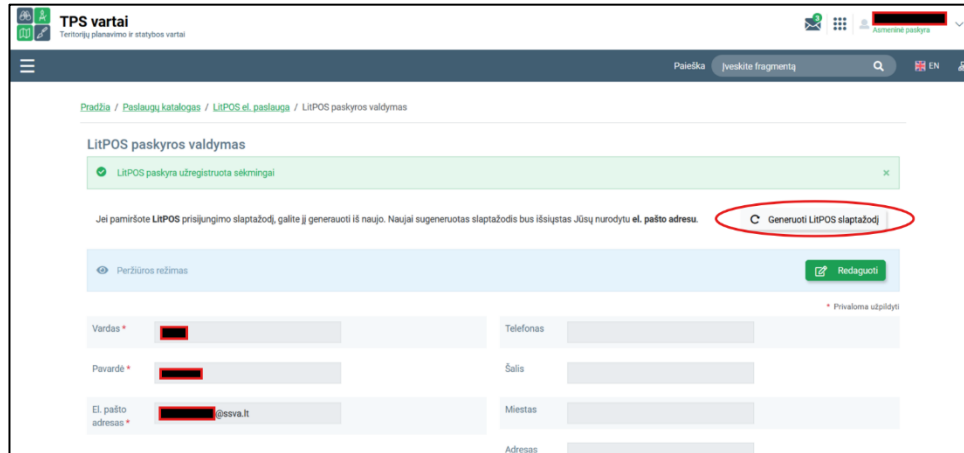 TPS vartai
Teritorijų planavimo ir statybos vartai
3
Asmeninė paskyra
Paieška Įveskite fragmentą EN
Pradžia / Paslaugų katalogas / LitPOS el. paslauga / LitPOS paskyros valdymas
LitPOS paskyros valdymas
LitPOS paskyra užregistruota sėkmingai ×
Jei pamiršote LitPOS prisijungimo slaptažodį, galite jį generauoti iš naujo. Naujai sugeneruotas slaptažodis bus išsiųstas Jūsų nurodytu el. pašto adresu. Generuoti LitPOS slaptažodį
Peržiūros režimas Redaguoti
* Privaloma užpildyti
Vardas * Telefonas
Pavardė * Šalis
El. pašto adresas * @ssva.lt Miestas
Adresas